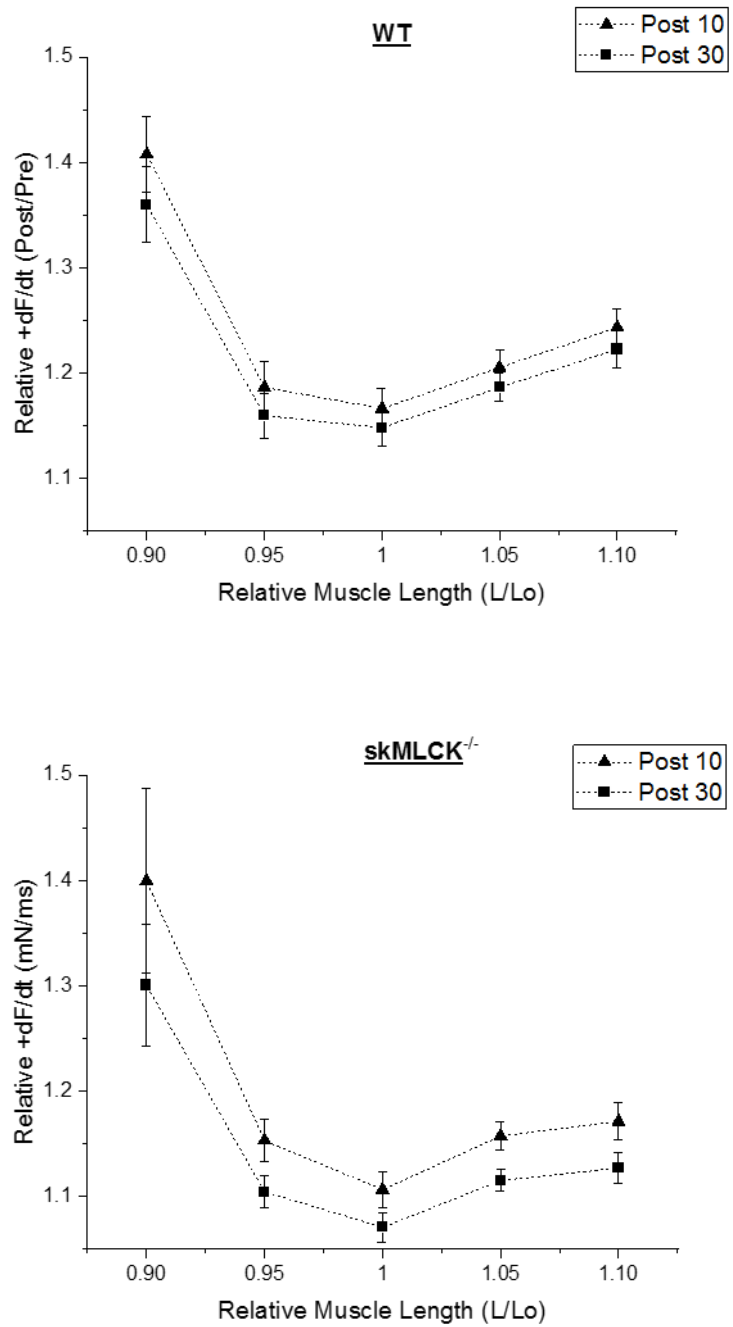 WT
Post 10
Post 30
1.5
1.4
1.3
1.2
1.1
Relative +dF/dt (Post/Pre)
0.90 0.95 1 1.05 1.10
Relative Muscle Length (L/Lo)
skMLCK-/-
Post 10
Post 30
1.5
1.4
1.3
1.2
1.1
Relative +dF/dt (mN/ms)
0.90 0.95 1 1.05 1.10
Relative Muscle Length (L/Lo)